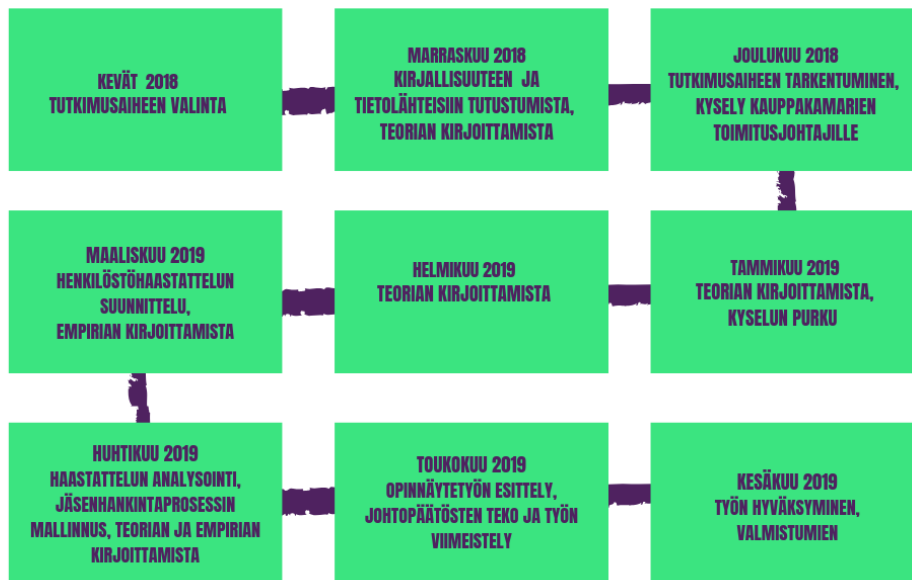 KEVÄT 2018
TUTKIMUSAIHEEN VALINTA
MARRASKUU 2018
KIRJALLISUUTEEN JA
TIETOLÄHTEISIIN TUTUSTUMISTA,
TEORIAN KIRJOITTAMISTA
JOULUKUU 2018
TUTKIMUSAIHEEN TARKENTUMINEN,
KYSELY KAUPPAKAMARIEN
TOIMITUSJOHTAJILLE
TAMMIKUU 2019
TEORIAN KIRJOITTAMISTA,
KYSELUN PURKU
HELMIKUU 2019
TEORIAN KIRJOITTAMISTA
MAALISKUU 2019
HENKILÖSTÖHAASTATTELUN
SUUNNITTELU,
EMPIRIAN KIRJOITTAMISTA
HUHTIKUU 2019
HAASTATTELUN ANALYSOINTI,
JÄSENHANKINTAPROSESSIN
MALLINNUS, TEORIAN JA EMPIRIAN
KIRJOITTAMISTA
TOUKOKUU 2019
OPINNÄYTETYÖN ESITTELY,
JOHTOPÄÄTÖSTEN TEKO JA TYÖN
VIIMEISTELY
KESÄKUU 2019
TYÖN HYVÄKSYMINEN,
VALMISTUMIEN